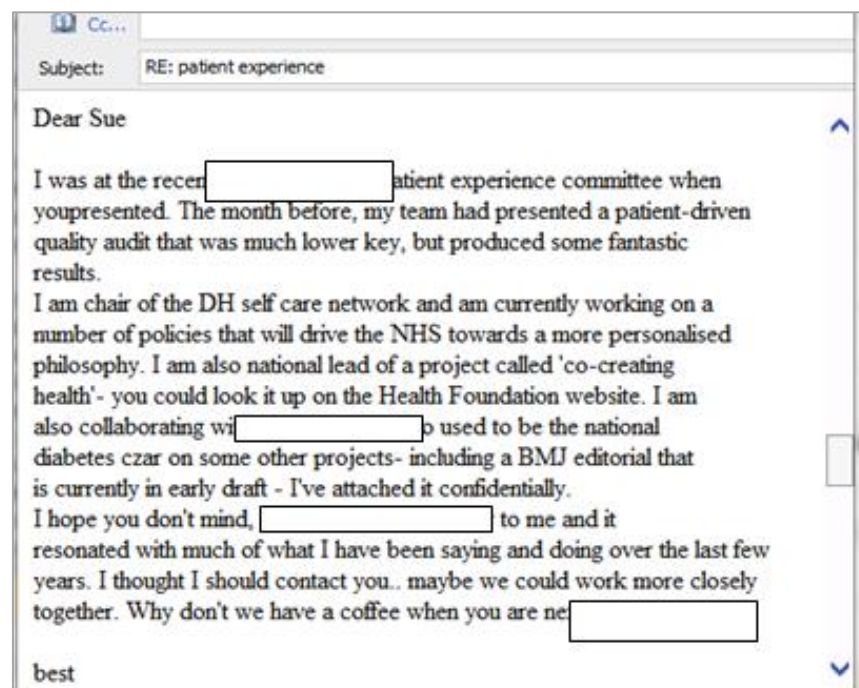 Cc...
Subject: RE: patient experience
Dear Sue
I was at the recen atient experience committee when
youpresented. The month before, my team had presented a patient-driven
quality audit that was much lower key, but produced some fantastic
results.
I am chair of the DH self care network and am currently working on a
number of policies that will drive the NHS towards a more personalised
philosophy. I am also national lead of a project called 'co-creating
health'- you could look it up on the Health Foundation website. I am
also collaborating wi o used to be the national
diabetes czar on some other projects- including a BMJ editorial that
is currently in early draft - I've attached it confidentially.
I hope you don't mind, to me and it
resonated with much of what I have been saying and doing over the last few
years. I thought I should contact you.. maybe we could work more closely
together. Why don't we have a coffee when you are ne
best